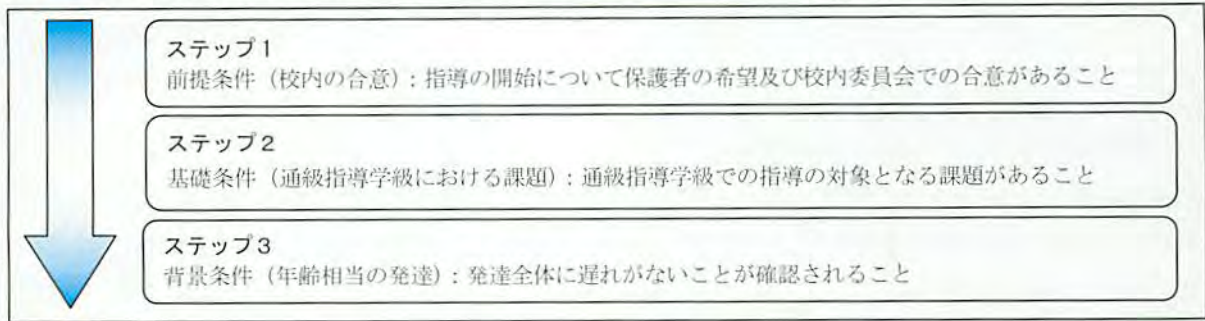 ステップ1
前提条件（校内の合意）：指導の開始について保護者の希望及び校内委員会での合意があること
ステップ2
基礎条件（通級指導学級における課題）：通級指導学級での指導の対象となる課題があること
ステップ3
背景条件（年齢相当の発達）：発達全体に遅れがないことが確認されること